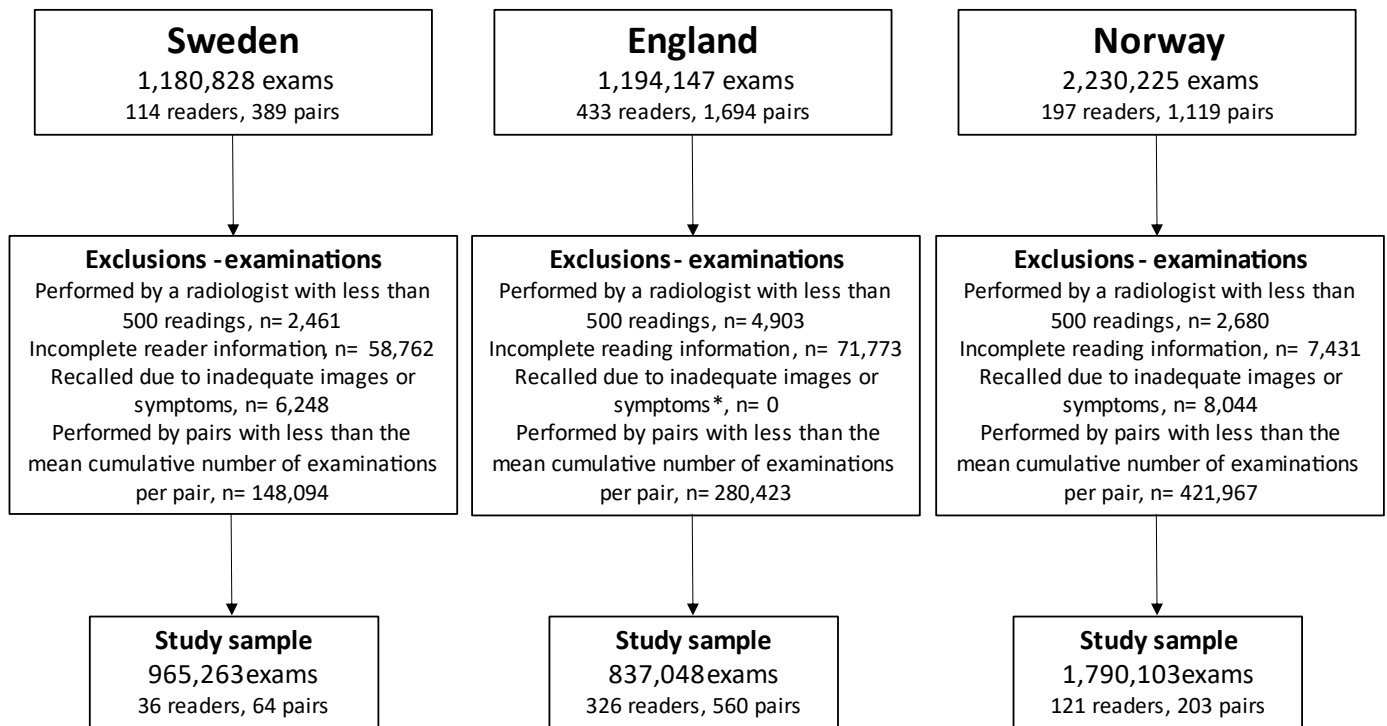 Sweden
1,180,828 exams
114 readers, 389 pairs
England
1,194,147 exams
433 readers, 1,694 pairs
Norway
2,230,225 exams
197 readers, 1,119 pairs
Exclusions - examinations
Performed by a radiologist with less than
500 readings, n= 2,461
Incomplete reader information, n= 58,762
Recalled due to inadequate images or
symptoms, n= 6,248
Performed by pairs with less than the
mean cumulative number of examinations
per pair, n= 148,094
Exclusions - examinations
Performed by a radiologist with less than
500 readings, n= 4,903
Incomplete reading information, n= 71,773
Recalled due to inadequate images or
symptoms*, n= 0
Performed by pairs with less than the
mean cumulative number of examinations
per pair, n= 280,423
Exclusions - examinations
Performed by a radiologist with less than
500 readings, n= 2,680
Incomplete reading information, n= 7,431
Recalled due to inadequate images or
symptoms, n= 8,044
Performed by pairs with less than the
mean cumulative number of examinations
per pair, n= 421,967
Study sample
965,263 exams
36 readers, 64 pairs
Study sample
837,048 exams
326 readers, 560 pairs
Study sample
1,790,103 exams
121 readers, 203 pairs